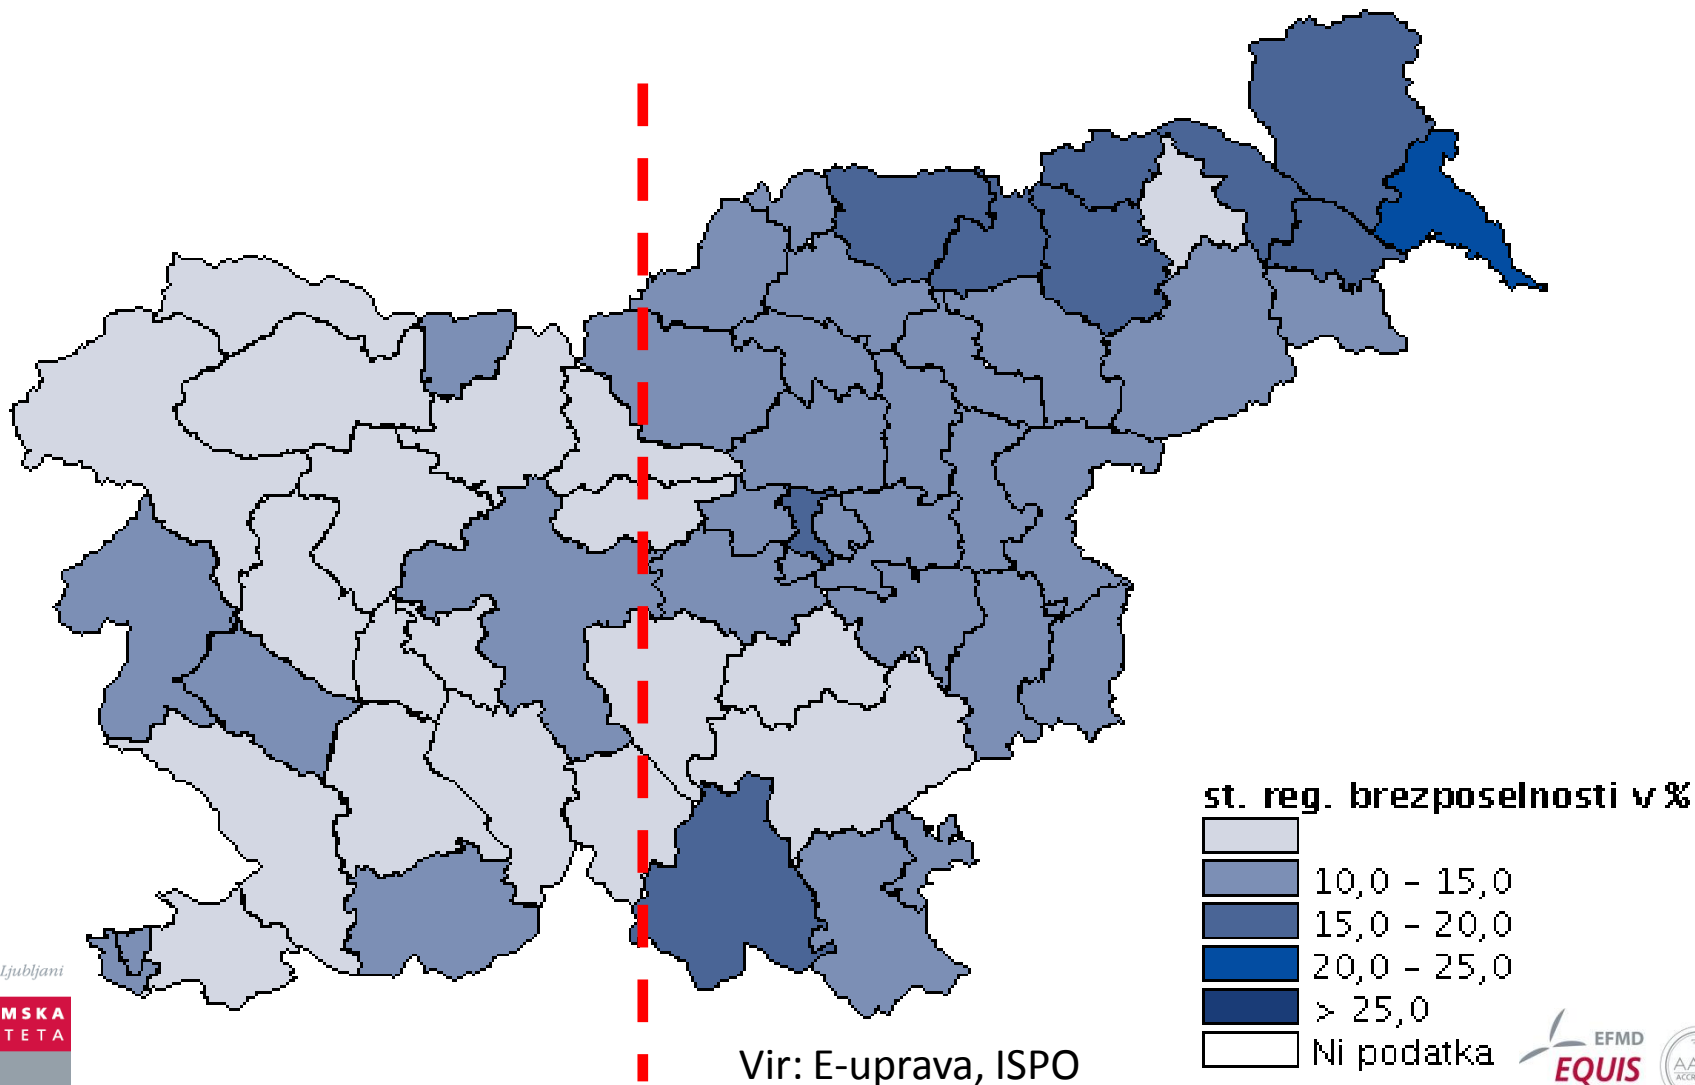 st. reg. brezposelnosti v %
10,0 – 15,0
15,0 – 20,0
20,0 – 25,0
> 25,0
Ni podatka
Ljubljani
MSKA
TETA
Vir: E-uprava, ISPO
EFMD
EQUIS